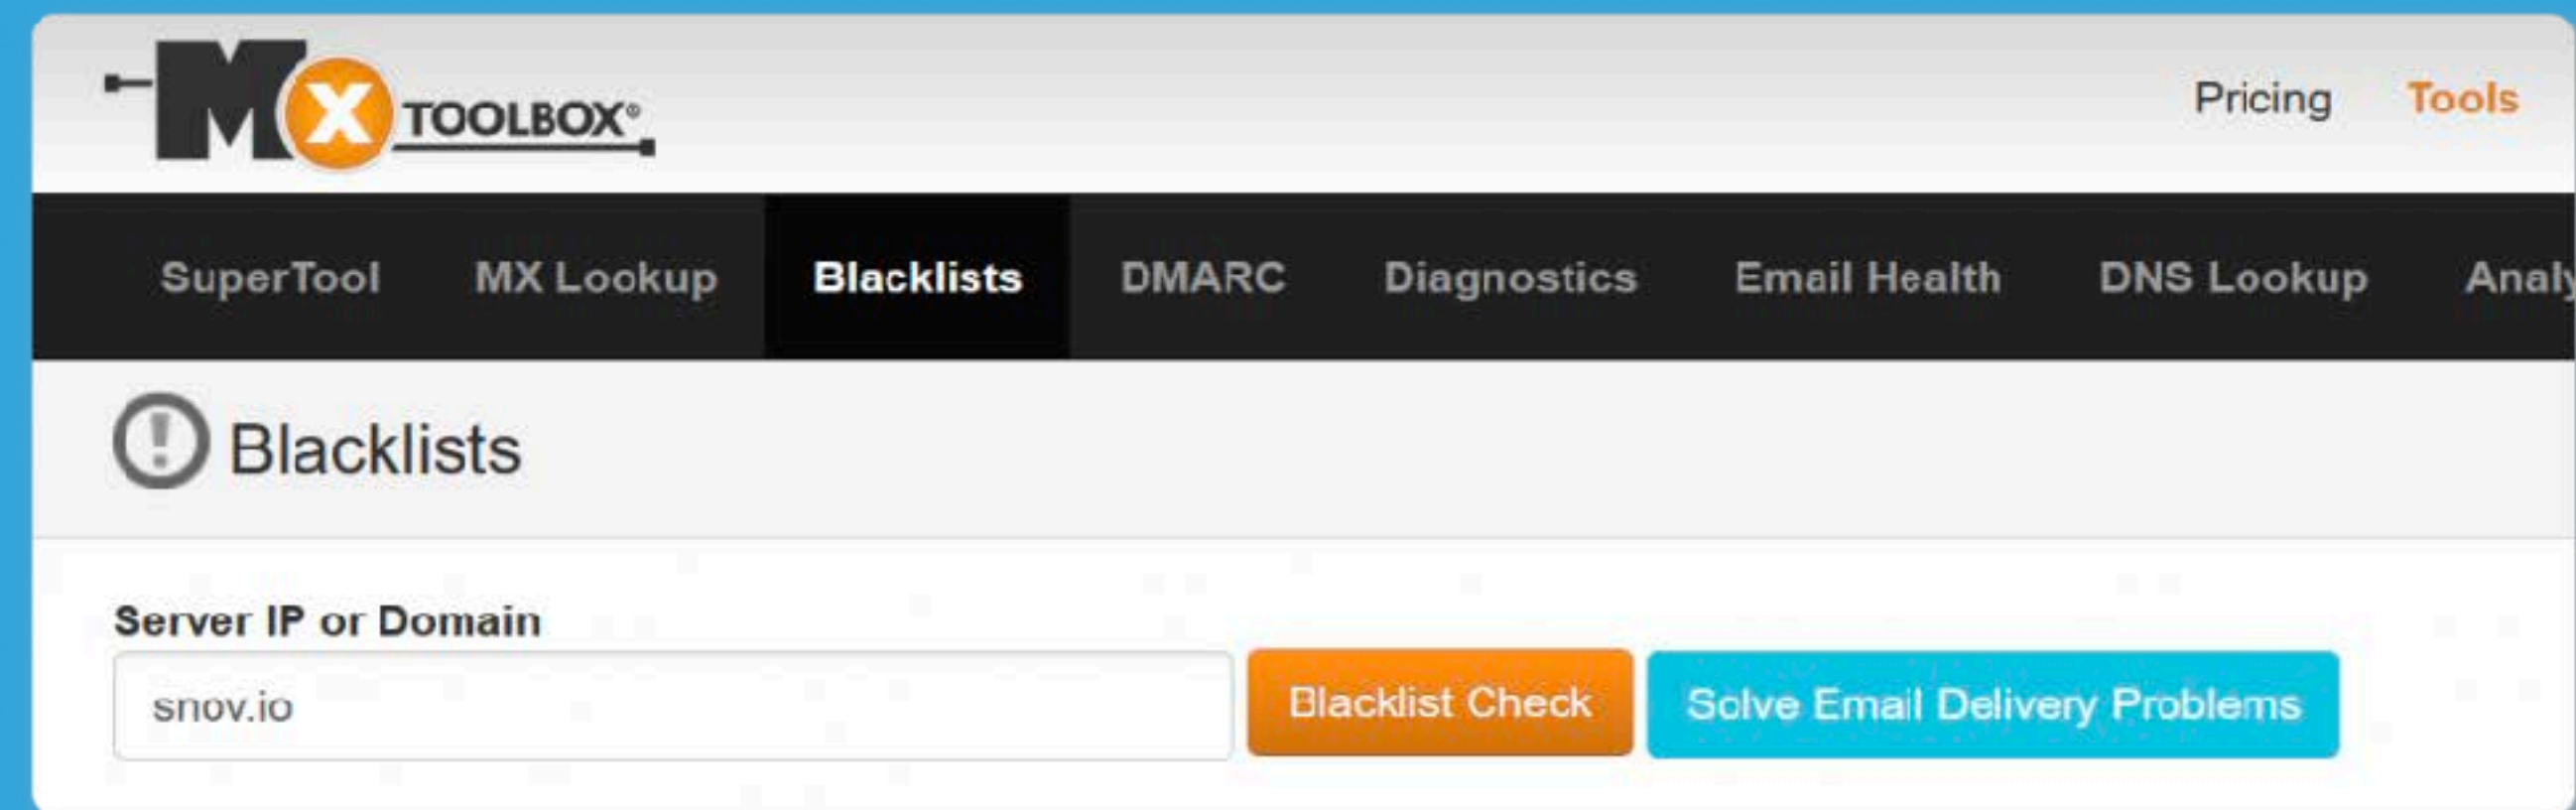 MX TOOLBOX®
Pricing Tools
SuperTool MX Lookup Blacklists DMARC Diagnostics Email Health DNS Lookup Analy
Blacklists
Server IP or Domain
snov.io Blacklist Check Solve Email Delivery Problems